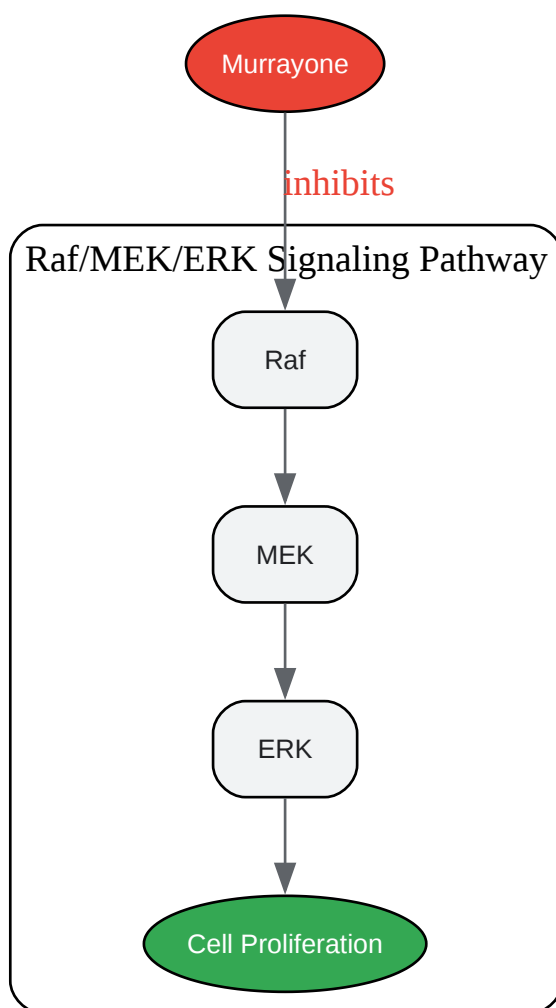 Murrayone
inhibits
Raf/MEK/ERK Signaling Pathway
Raf
MEK
ERK
Cell Proliferation